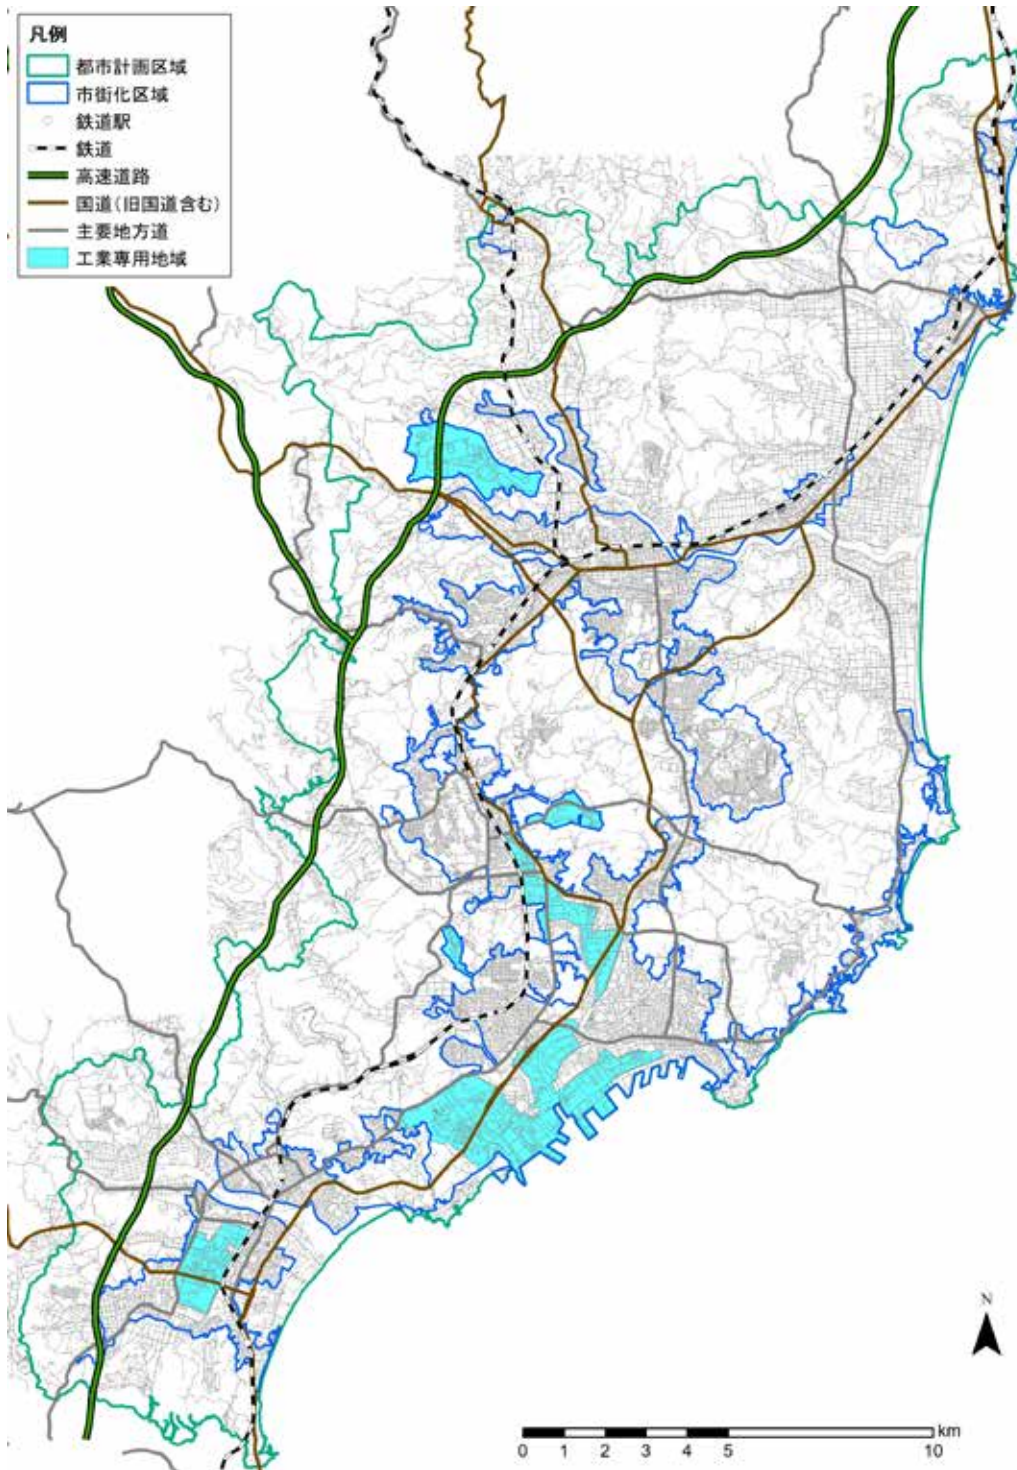 凡例
都市計画区域
市街化区域
鉄道駅
鉄道
高速道路
国道(旧国道含む)
主要地方道
工業専用地域
N
km
0 1 2 3 4 5 10